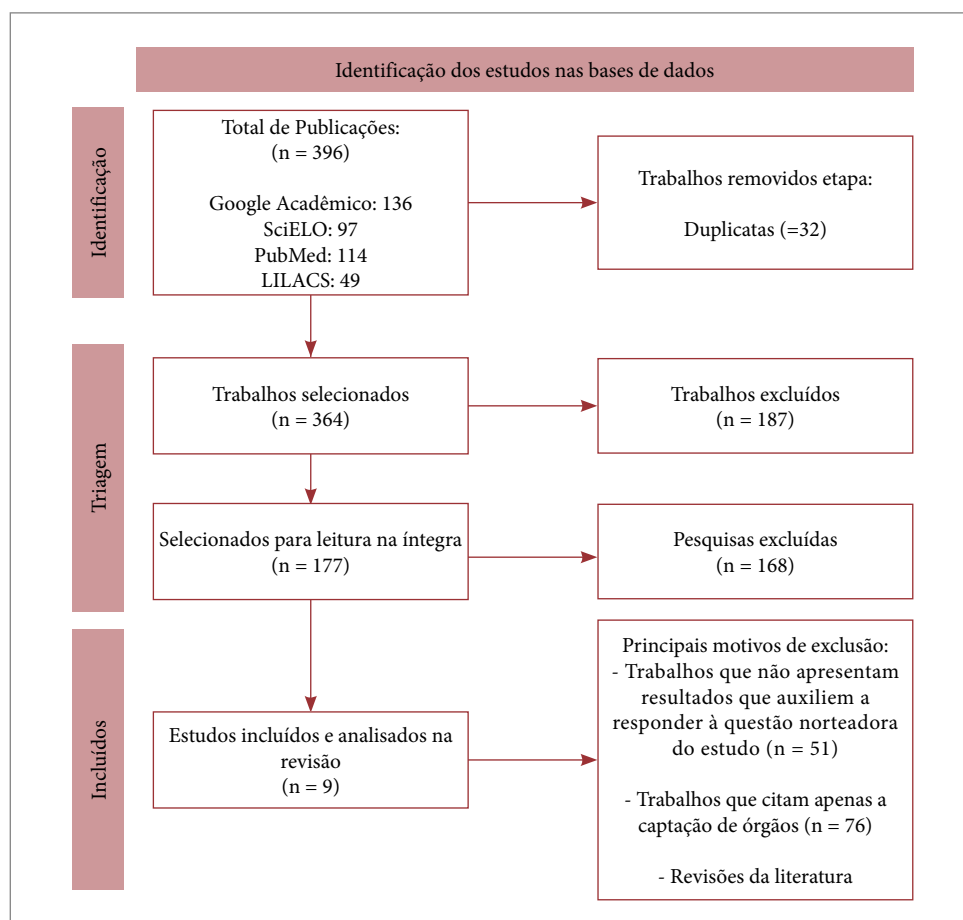 Identificação dos estudos nas bases de dados
Identificação
Total de Publicações:
(n = 396)
Google Acadêmico: 136
SciELO: 97
PubMed: 114
LILACS: 49
Trabalhos removidos etapa:
Duplicatas (=32)
Triagem
Trabalhos selecionados
(n = 364)
Trabalhos excluídos
(n = 187)
Selecionados para leitura na íntegra
(n = 177)
Pesquisas excluídas
(n = 168)
Incluídos
Estudos incluídos e analisados na
revisão
(n = 9)
Principais motivos de exclusão:
- Trabalhos que não apresentam
resultados que auxiliem a
responder à questão norteadora
do estudo (n = 51)
- Trabalhos que citam apenas a
captação de órgãos (n = 76)
- Revisões da literatura